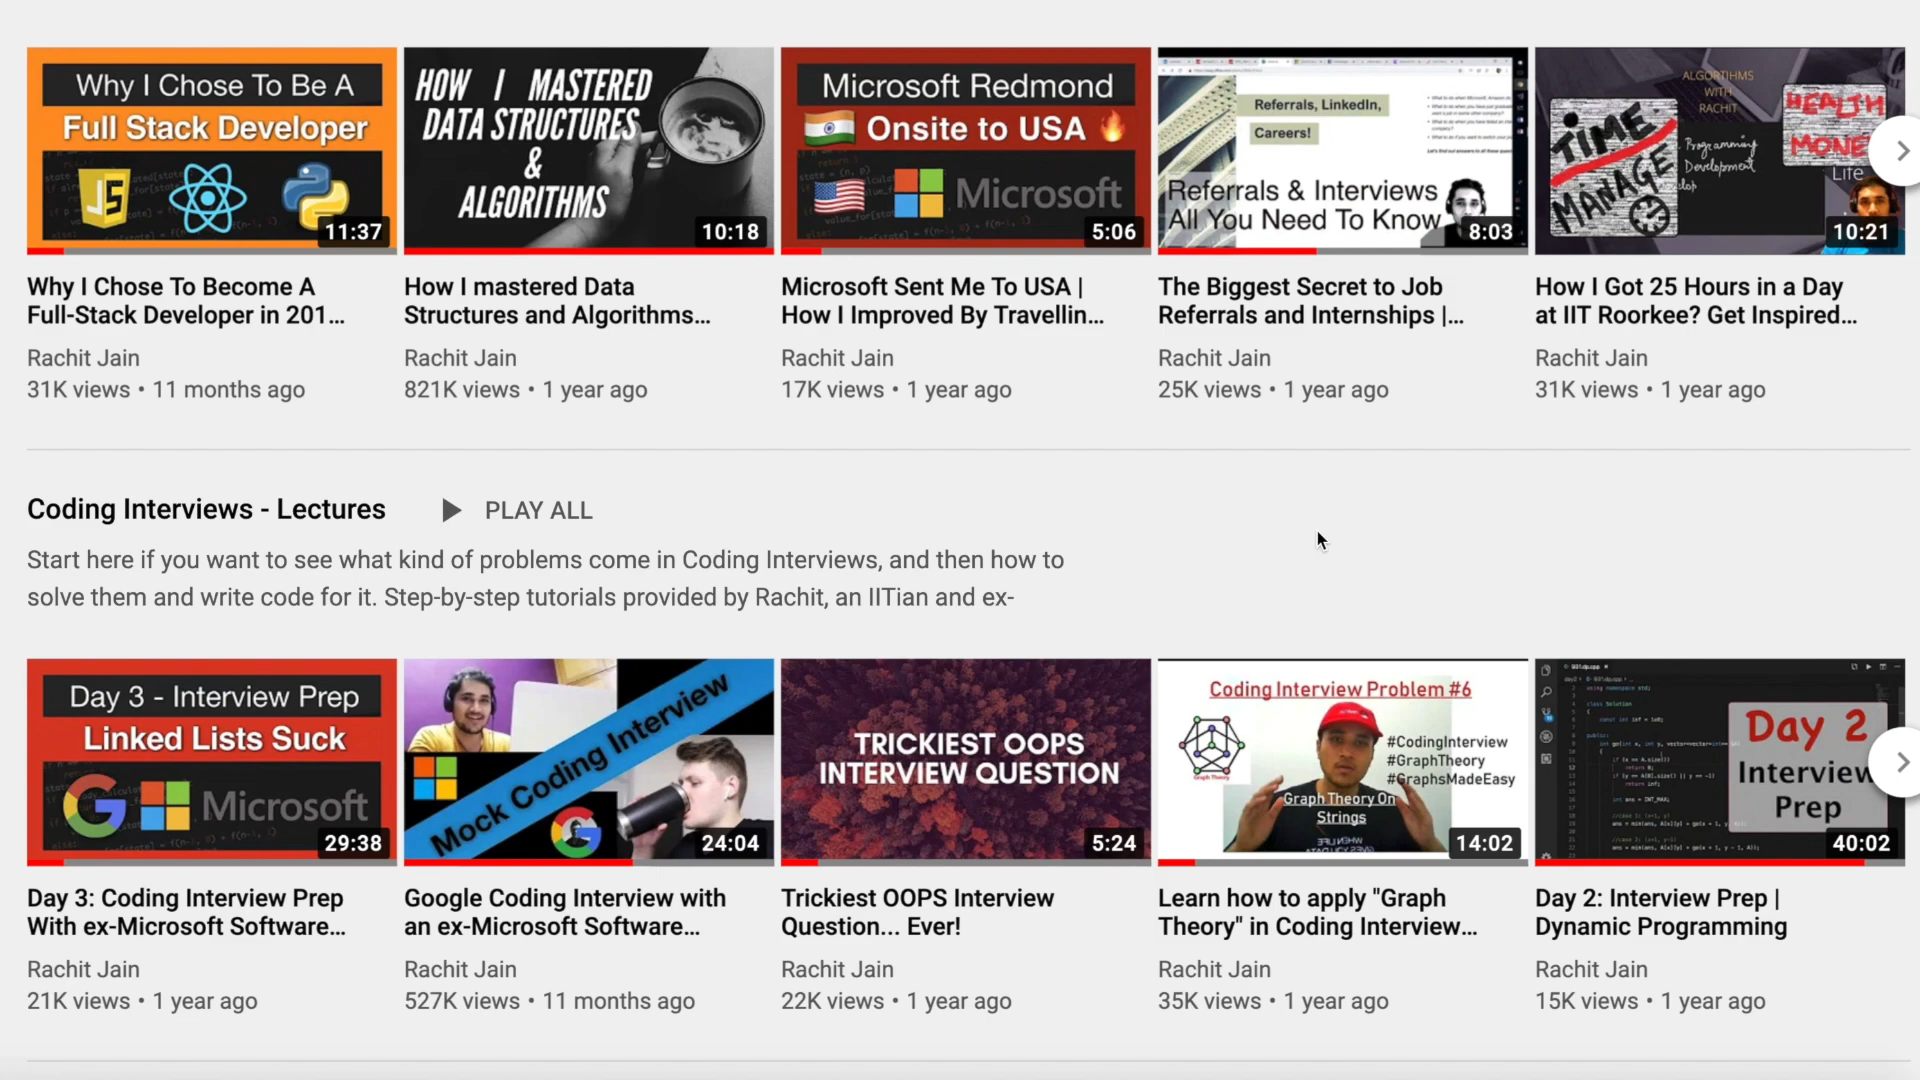 Why I Chose To Be A
Full Stack Developer
JS
11:37
HOW I MASTERED
DATA STRUCTURES
&
ALGORITHMS
10:18
Microsoft Redmond
Onsite to USA
Microsoft
5:06
Referrals, LinkedIn,
Careers!
Referrals & Interviews
All You Need To Know
8:03
ALGORITHMS
WITH
RACHIT
TIME
MANAGE
HEALTH
MONEY
Programming
Development
Life
10:21
Why I Chose To Become A
Full-Stack Developer in 201...
Rachit Jain
31K views • 11 months ago
How I mastered Data
Structures and Algorithms...
Rachit Jain
821K views • 1 year ago
Microsoft Sent Me To USA |
How I Improved By Travellin...
Rachit Jain
17K views • 1 year ago
The Biggest Secret to Job
Referrals and Internships |...
Rachit Jain
25K views • 1 year ago
How I Got 25 Hours in a Day
at IIT Roorkee? Get Inspired...
Rachit Jain
31K views • 1 year ago
Coding Interviews - Lectures
PLAY ALL
Start here if you want to see what kind of problems come in Coding Interviews, and then how to
solve them and write code for it. Step-by-step tutorials provided by Rachit, an IITian and ex-
Day 3 - Interview Prep
Linked Lists Suck
Microsoft
29:38
Mock Coding Interview
24:04
TRICKIEST OOPS
INTERVIEW QUESTION
5:24
Coding Interview Problem #6
#CodingInterview
#GraphTheory
#GraphsMadeEasy
Graph Theory
Graph Theory On
Strings
14:02
Day 2
Interview
Prep
40:02
Day 3: Coding Interview Prep
With ex-Microsoft Software...
Rachit Jain
21K views • 1 year ago
Google Coding Interview with
an ex-Microsoft Software...
Rachit Jain
527K views • 11 months ago
Trickiest OOPS Interview
Question... Ever!
Rachit Jain
22K views • 1 year ago
Learn how to apply "Graph
Theory" in Coding Interview...
Rachit Jain
35K views • 1 year ago
Day 2: Interview Prep |
Dynamic Programming
Rachit Jain
15K views • 1 year ago